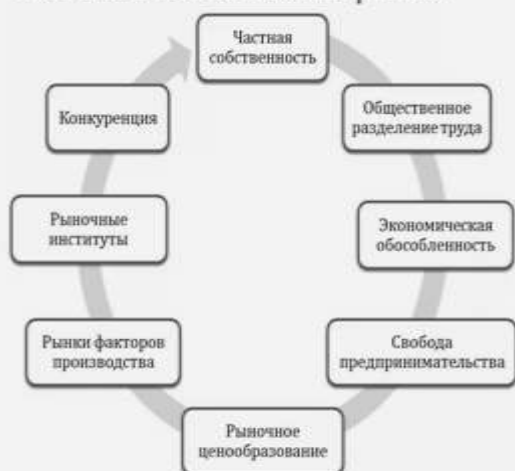 Частная
собственность
Общественное
разделение труда
Экономическая
обособленность
Свобода
предпринимательства
Рыночное
ценообразование
Рынки факторов
производства
Рыночные
институты
Конкуренция